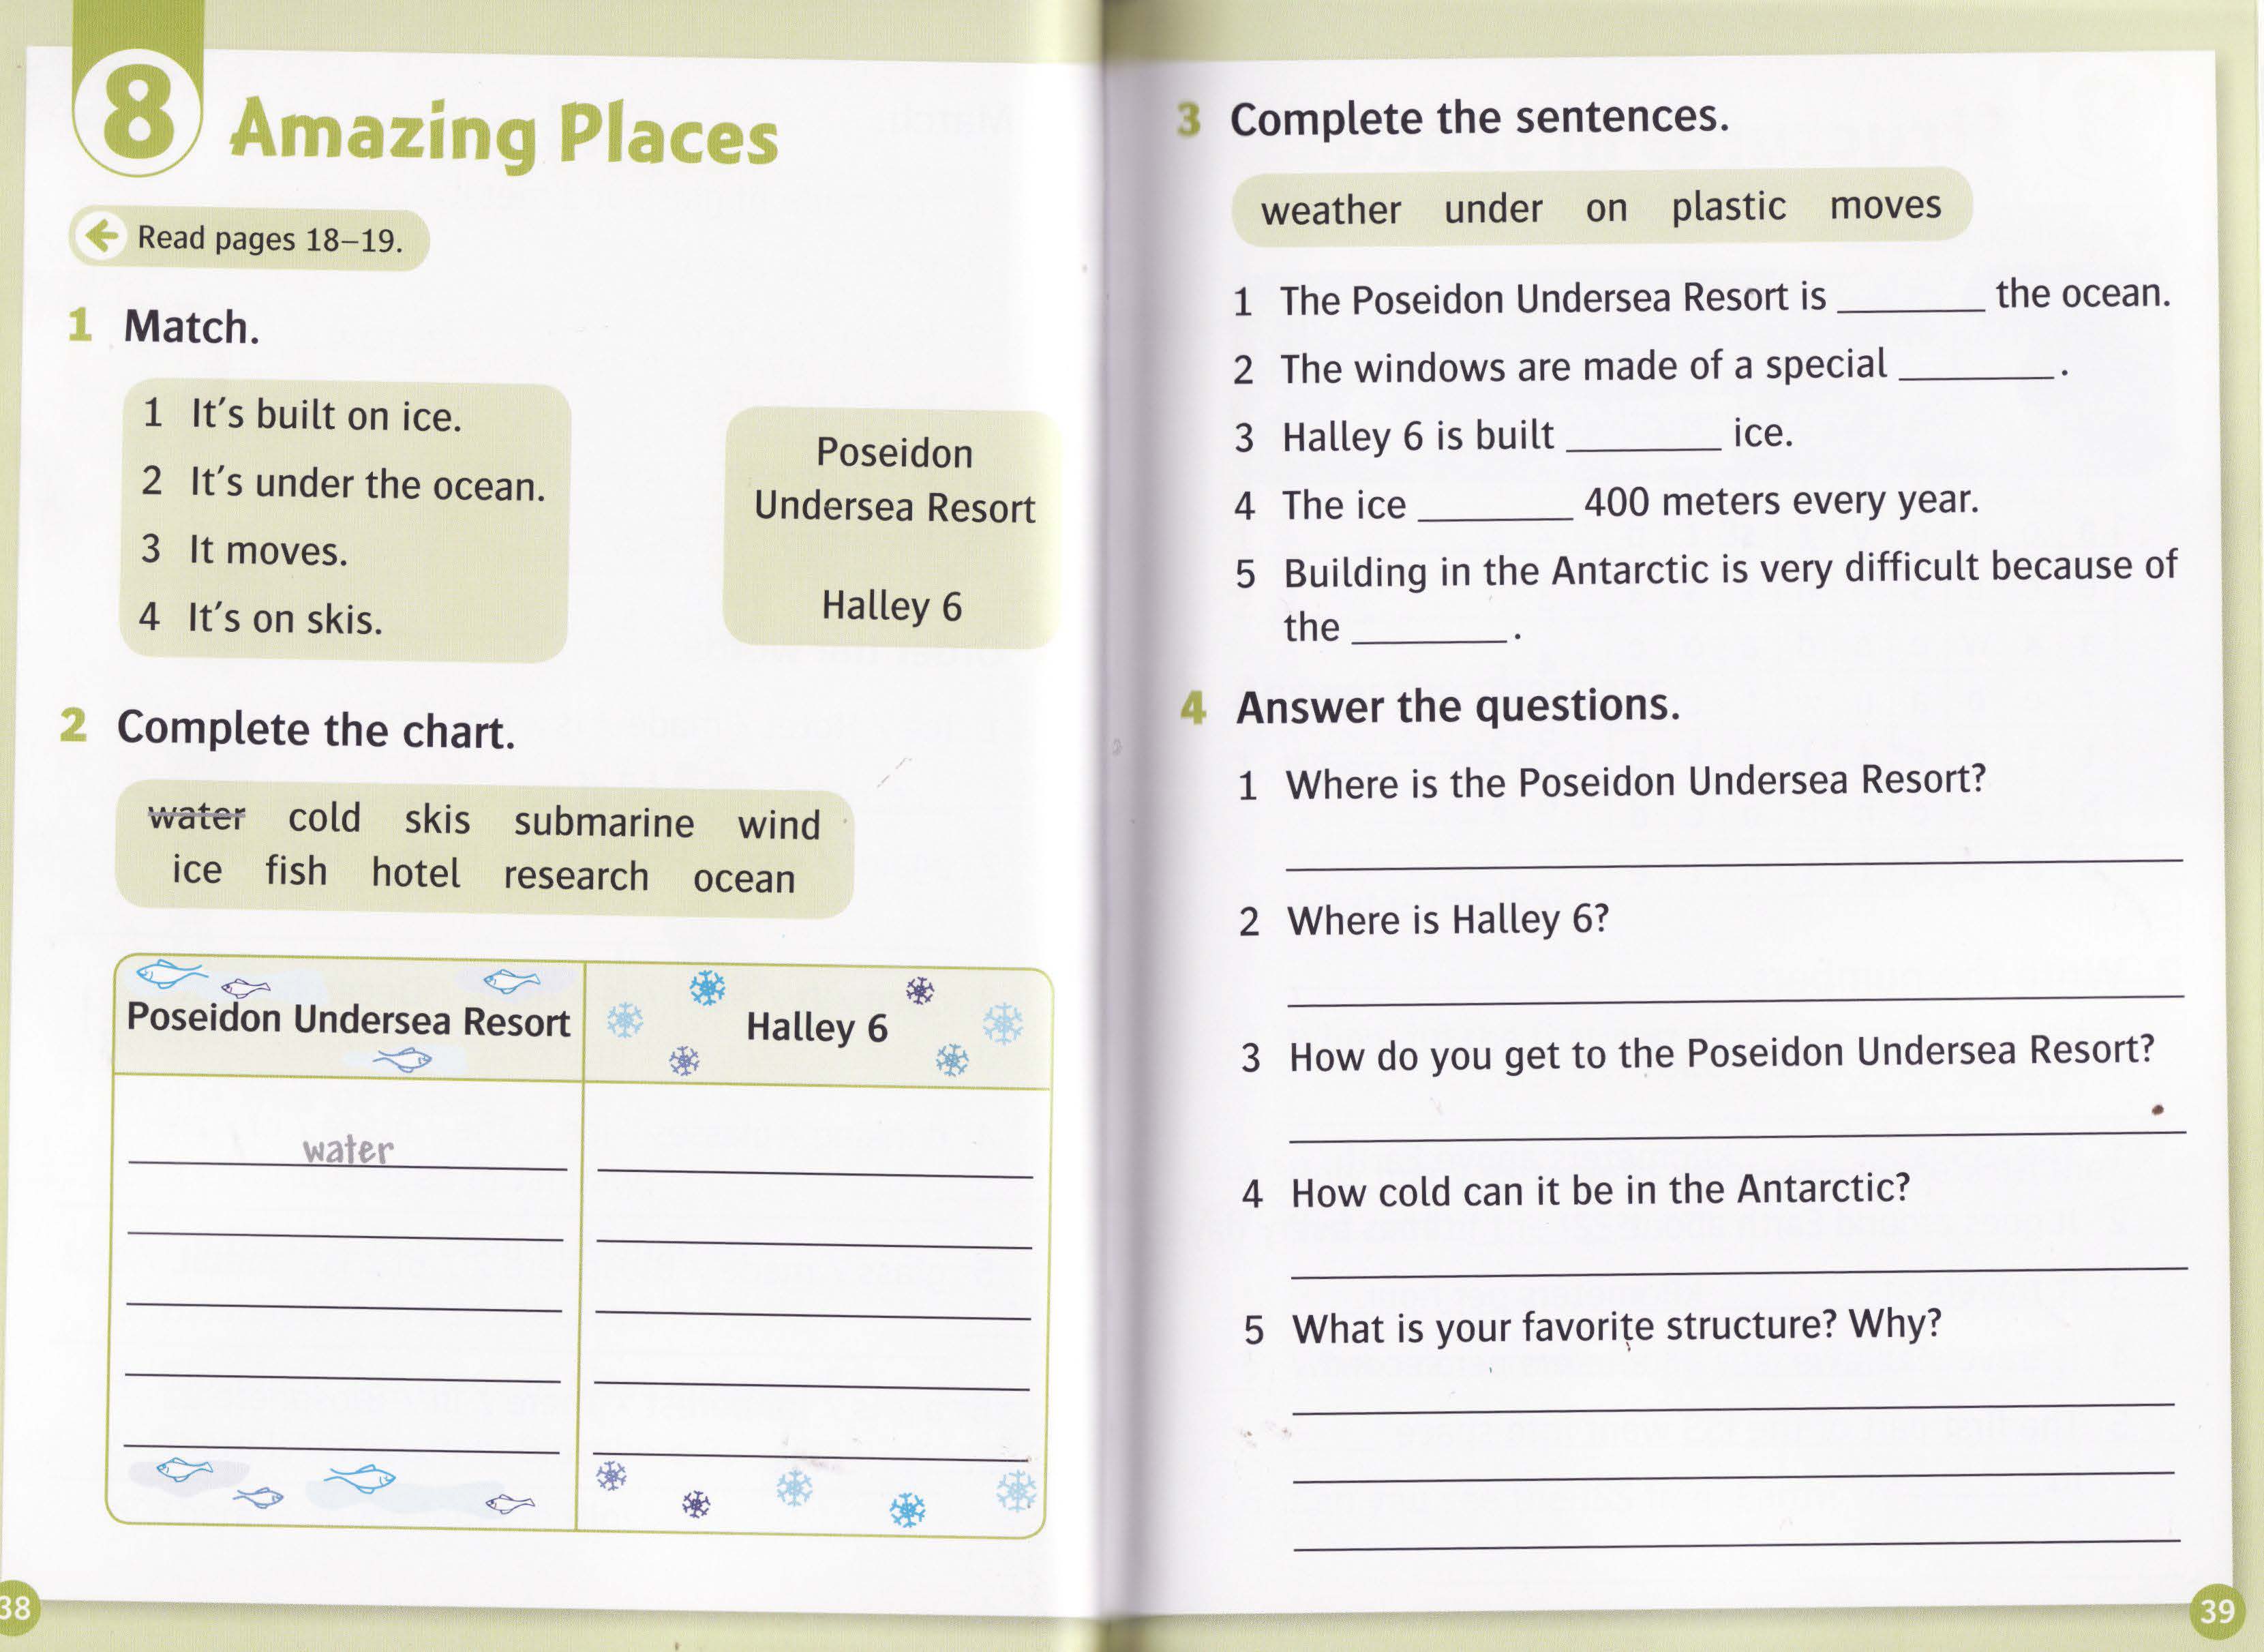 8 Amazing Places
Read pages 18–19.
1 Match.
1 It's built on ice.
2 It's under the ocean.
3 It moves.
4 It's on skis.
Poseidon
Undersea Resort
Halley 6
2 Complete the chart.
water cold skis submarine wind
ice fish hotel research ocean
Poseidon Undersea Resort Halley 6
water
38
3 Complete the sentences.
weather under on plastic moves
1 The Poseidon Undersea Resort is ________ the ocean.
2 The windows are made of a special ________.
3 Halley 6 is built ________ ice.
4 The ice ________ 400 meters every year.
5 Building in the Antarctic is very difficult because of
the ________.
4 Answer the questions.
1 Where is the Poseidon Undersea Resort?
2 Where is Halley 6?
3 How do you get to the Poseidon Undersea Resort?
4 How cold can it be in the Antarctic?
5 What is your favorite structure? Why?
39